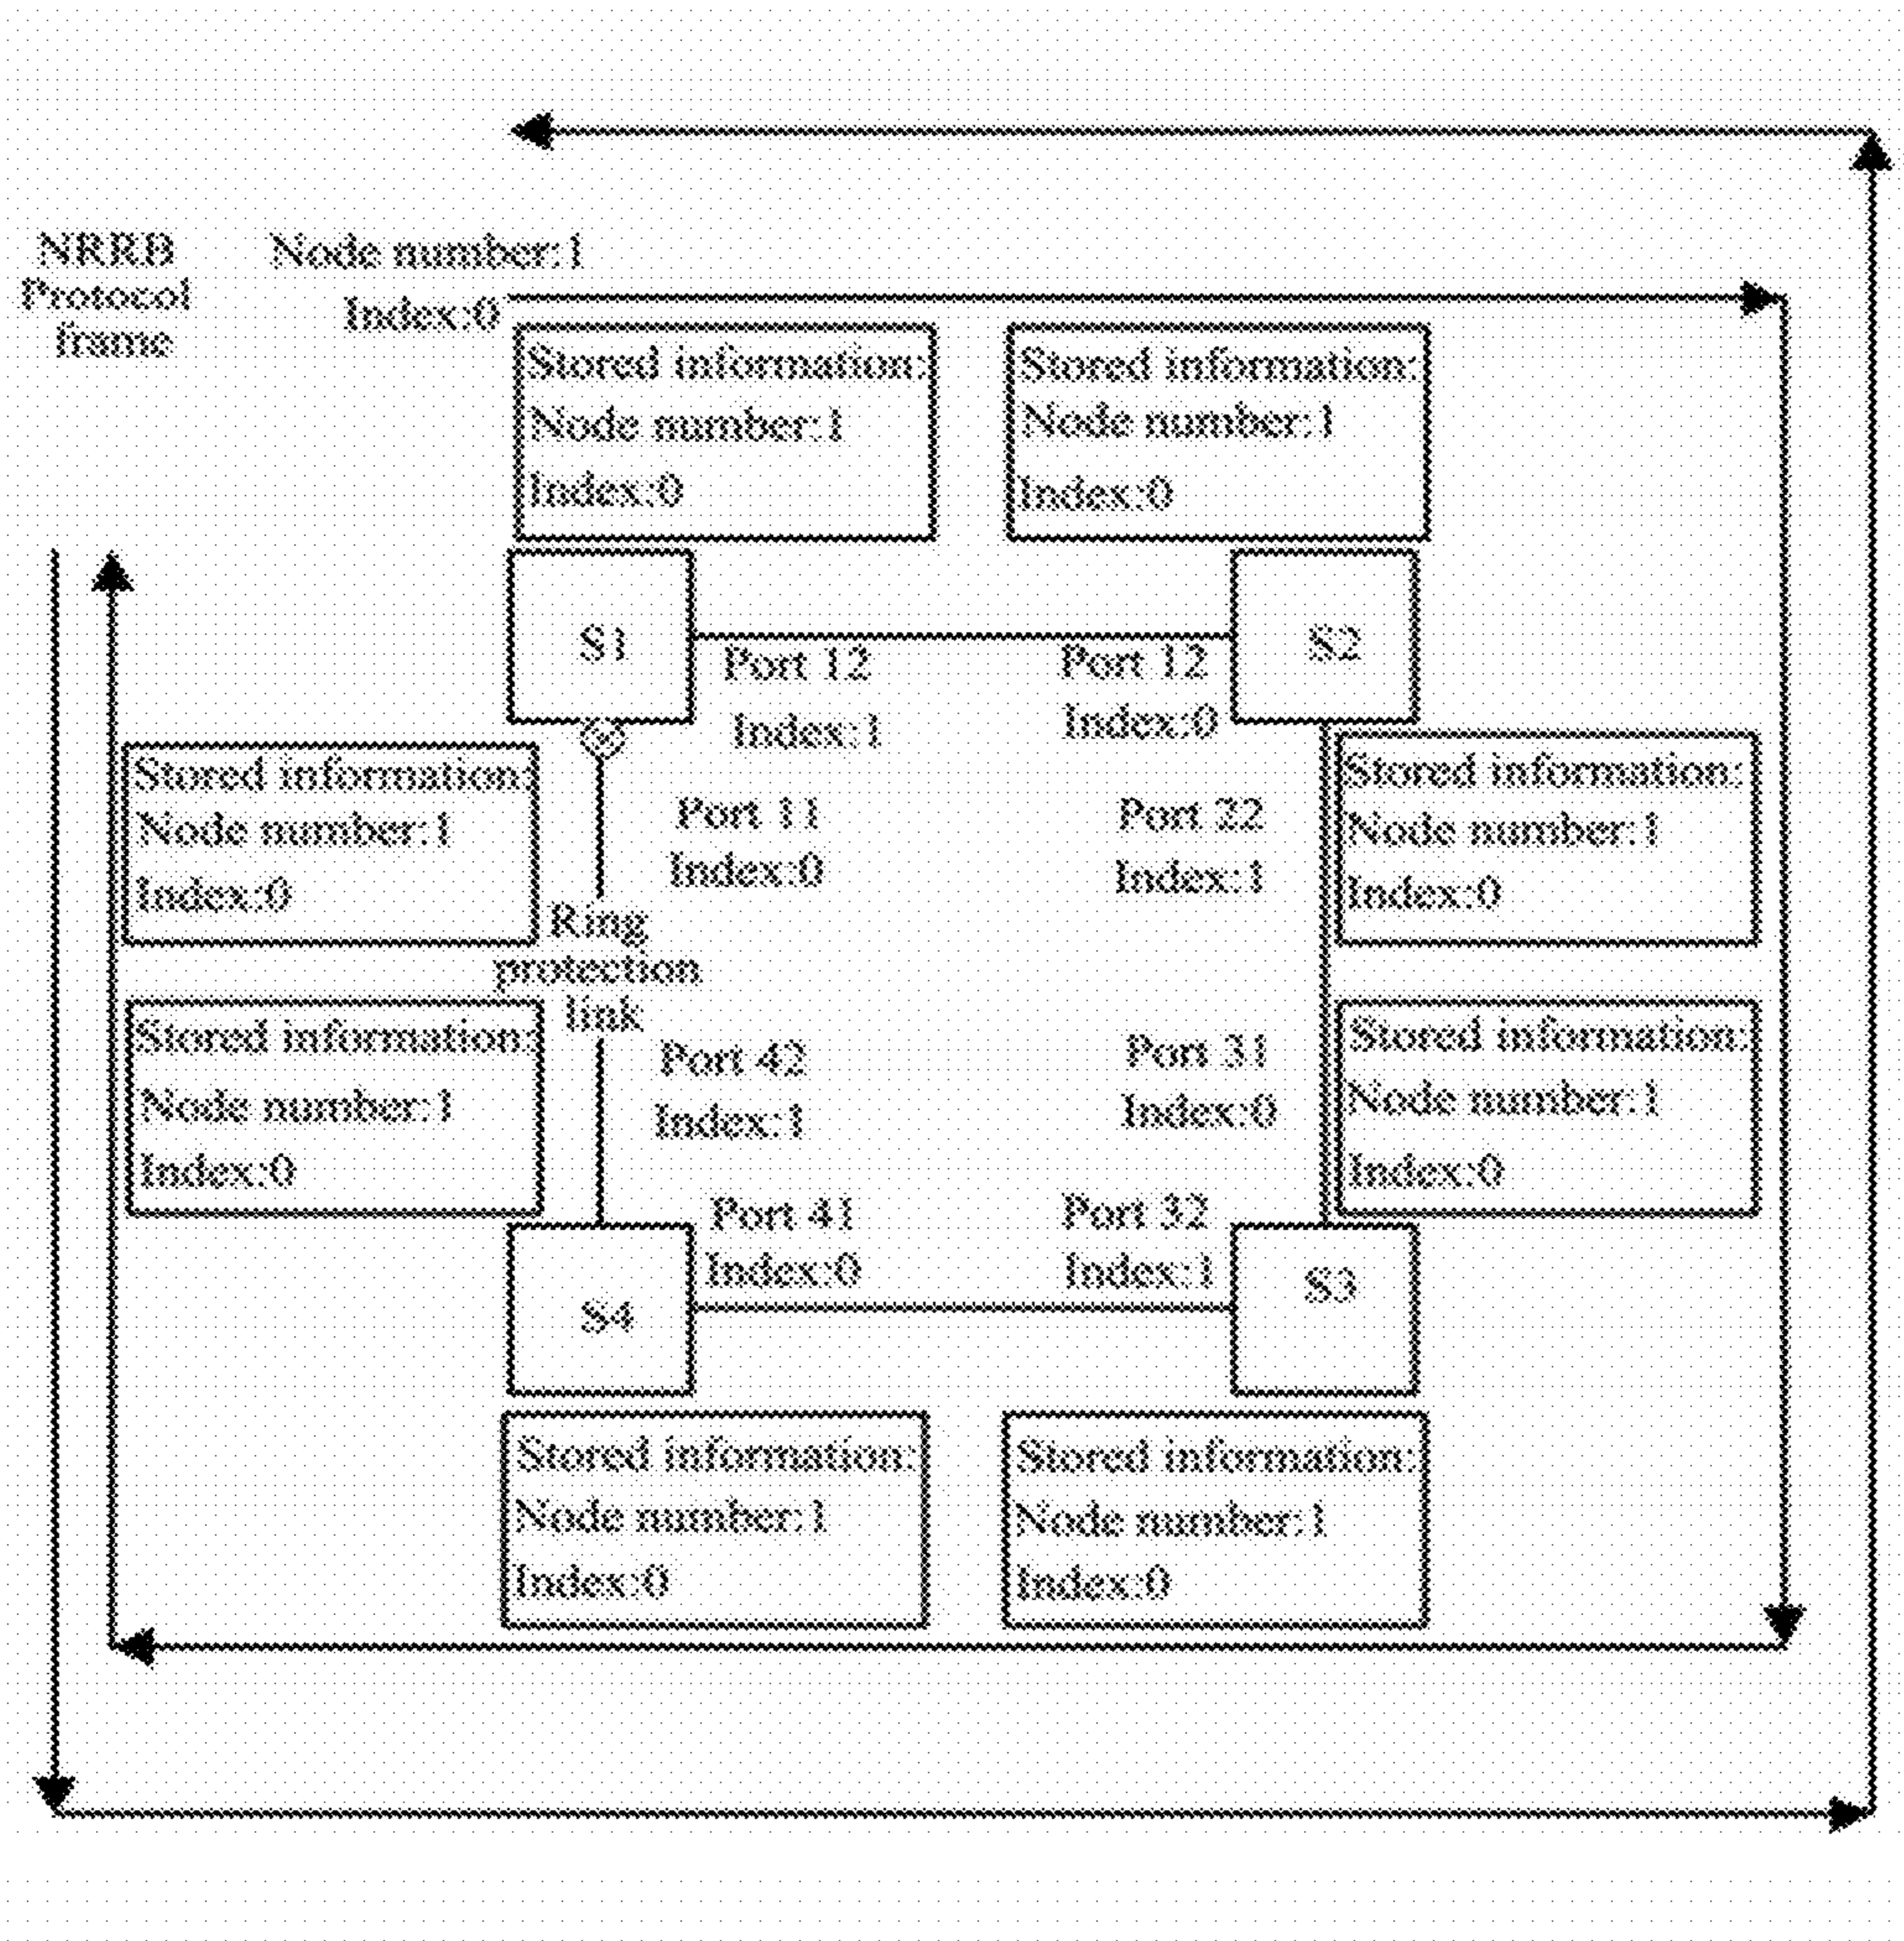 NRRB
Protocol
frame
Node number:1
Index:0
Stored information:
Node number:1
Index:0
Stored information:
Node number:1
Index:0
S1
S2
Port 12
Index:1
Port 12
Index:0
Stored information:
Node number:1
Index:0
Port 11
Index:0
Port 22
Index:1
Stored information:
Node number:1
Index:0
Ring
protection
link
Stored information:
Node number:1
Index:0
Port 42
Index:1
Port 31
Index:0
Stored information:
Node number:1
Index:0
Port 41
Index:0
Port 32
Index:1
S4
S3
Stored information:
Node number:1
Index:0
Stored information:
Node number:1
Index:0